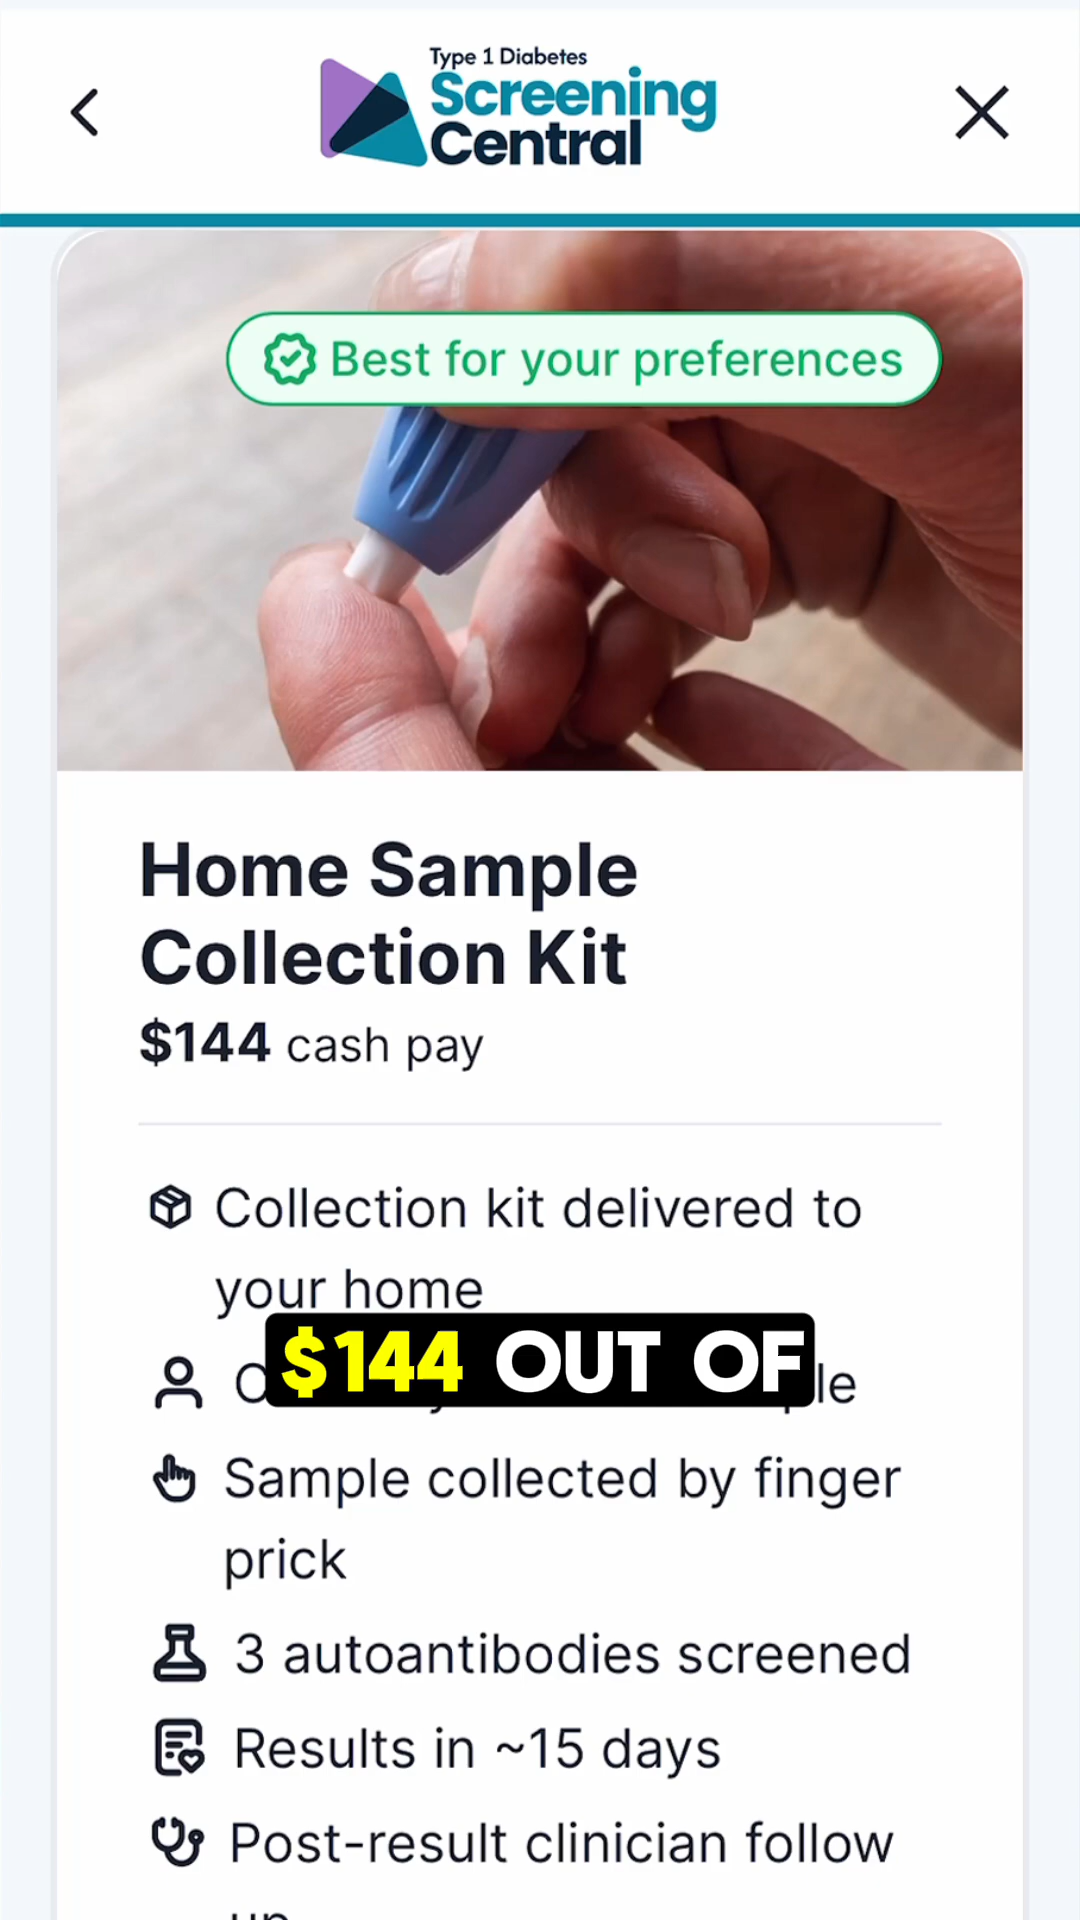 Type 1 Diabetes
Screening
Central
Best for your preferences
Home Sample
Collection Kit
$144 cash pay
Collection kit delivered to
your home
$144 OUT OF
Sample collected by finger
prick
3 autoantibodies screened
Results in ~15 days
Post-result clinician follow
up